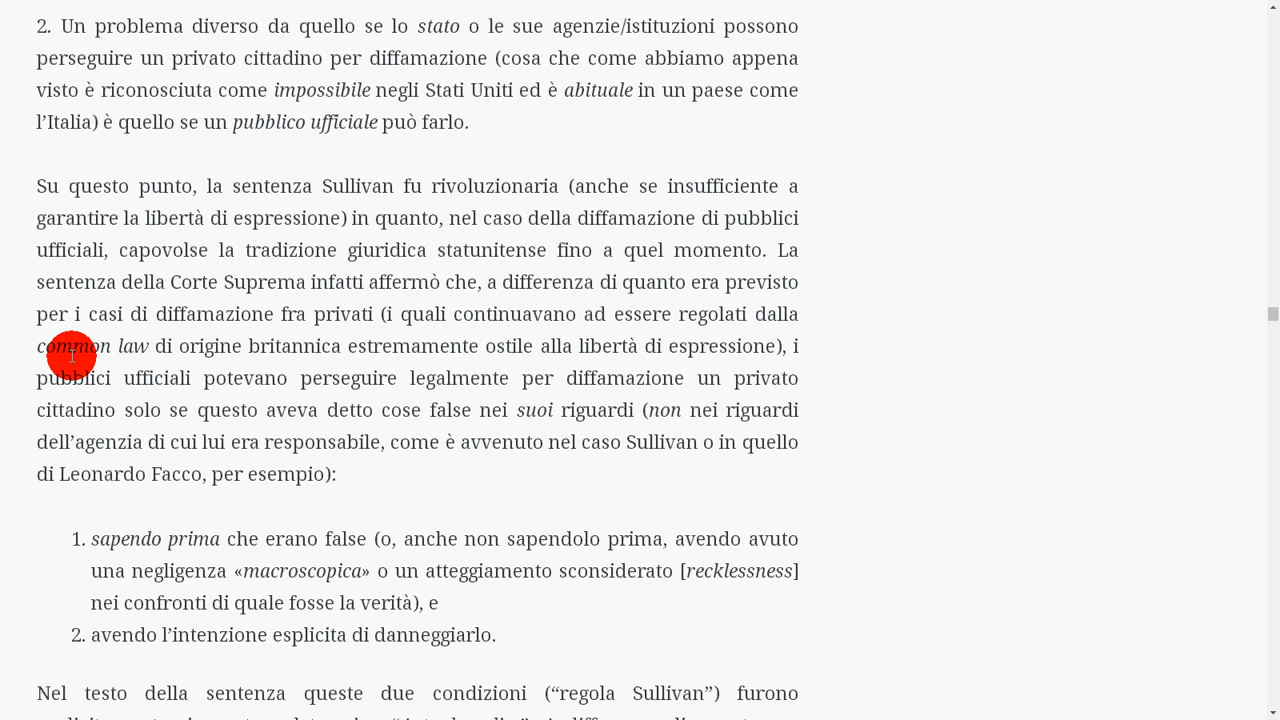 2. Un problema diverso da quello se lo stato o le sue agenzie/istituzioni possono
perseguire un privato cittadino per diffamazione (cosa che come abbiamo appena
visto è riconosciuta come impossibile negli Stati Uniti ed è abituale in un paese come
l’Italia) è quello se un pubblico ufficiale può farlo.
Su questo punto, la sentenza Sullivan fu rivoluzionaria (anche se insufficiente a
garantire la libertà di espressione) in quanto, nel caso della diffamazione di pubblici
ufficiali, capovolse la tradizione giuridica statunitense fino a quel momento. La
sentenza della Corte Suprema infatti affermò che, a differenza di quanto era previsto
per i casi di diffamazione fra privati (i quali continuavano ad essere regolati dalla
common law di origine britannica estremamente ostile alla libertà di espressione), i
pubblici ufficiali potevano perseguire legalmente per diffamazione un privato
cittadino solo se questo aveva detto cose false nei suoi riguardi (non nei riguardi
dell’agenzia di cui lui era responsabile, come è avvenuto nel caso Sullivan o in quello
di Leonardo Facco, per esempio):
1. sapendo prima che erano false (o, anche non sapendolo prima, avendo avuto
una negligenza «macroscopica» o un atteggiamento sconsiderato [recklessness]
nei confronti di quale fosse la verità), e
2. avendo l’intenzione esplicita di danneggiarlo.
Nel testo della sentenza queste due condizioni (“regola Sullivan”) furono